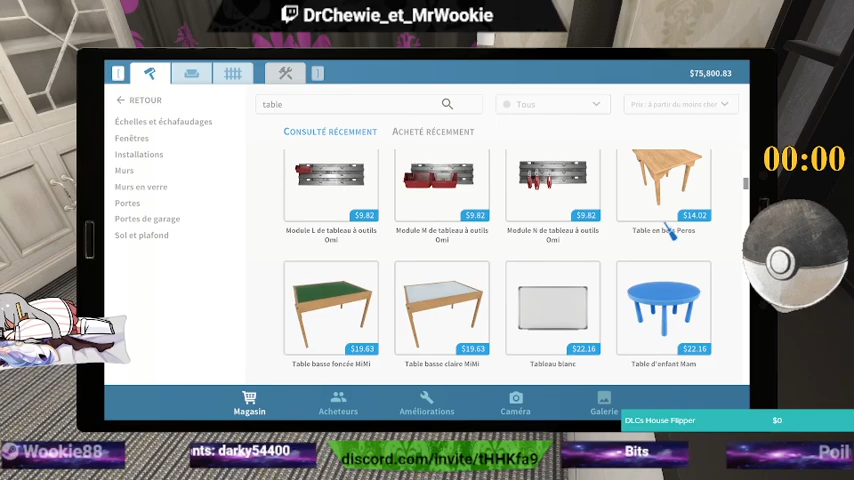 DrChewie_et_MrWookie
[
]
$75,800.83
RETOUR
Échelles et échafaudages
Fenêtres
Installations
Murs
Murs en verre
Portes
Portes de garage
Sol et plafond
table
Tous
Prix : à partir du moins cher
CONSULTÉ RÉCEMMENT
ACHETÉ RÉCEMMENT
$9.82
$9.82
$9.82
$14.02
Module L de tableau à outils
Omi
Module M de tableau à outils
Omi
Module N de tableau à outils
Omi
Table en bois Peros
$19.63
$19.63
$22.16
$22.16
Table basse foncée MiMi
Table basse claire MiMi
Tableau blanc
Table d'enfant Mam
Magasin
Acheteurs
Améliorations
Caméra
Galerie
00:00
DLCs House Flipper
$0
Wookie88
nts: darky54400
discord.com/invite/tHHKfa9
- Bits
- Poil